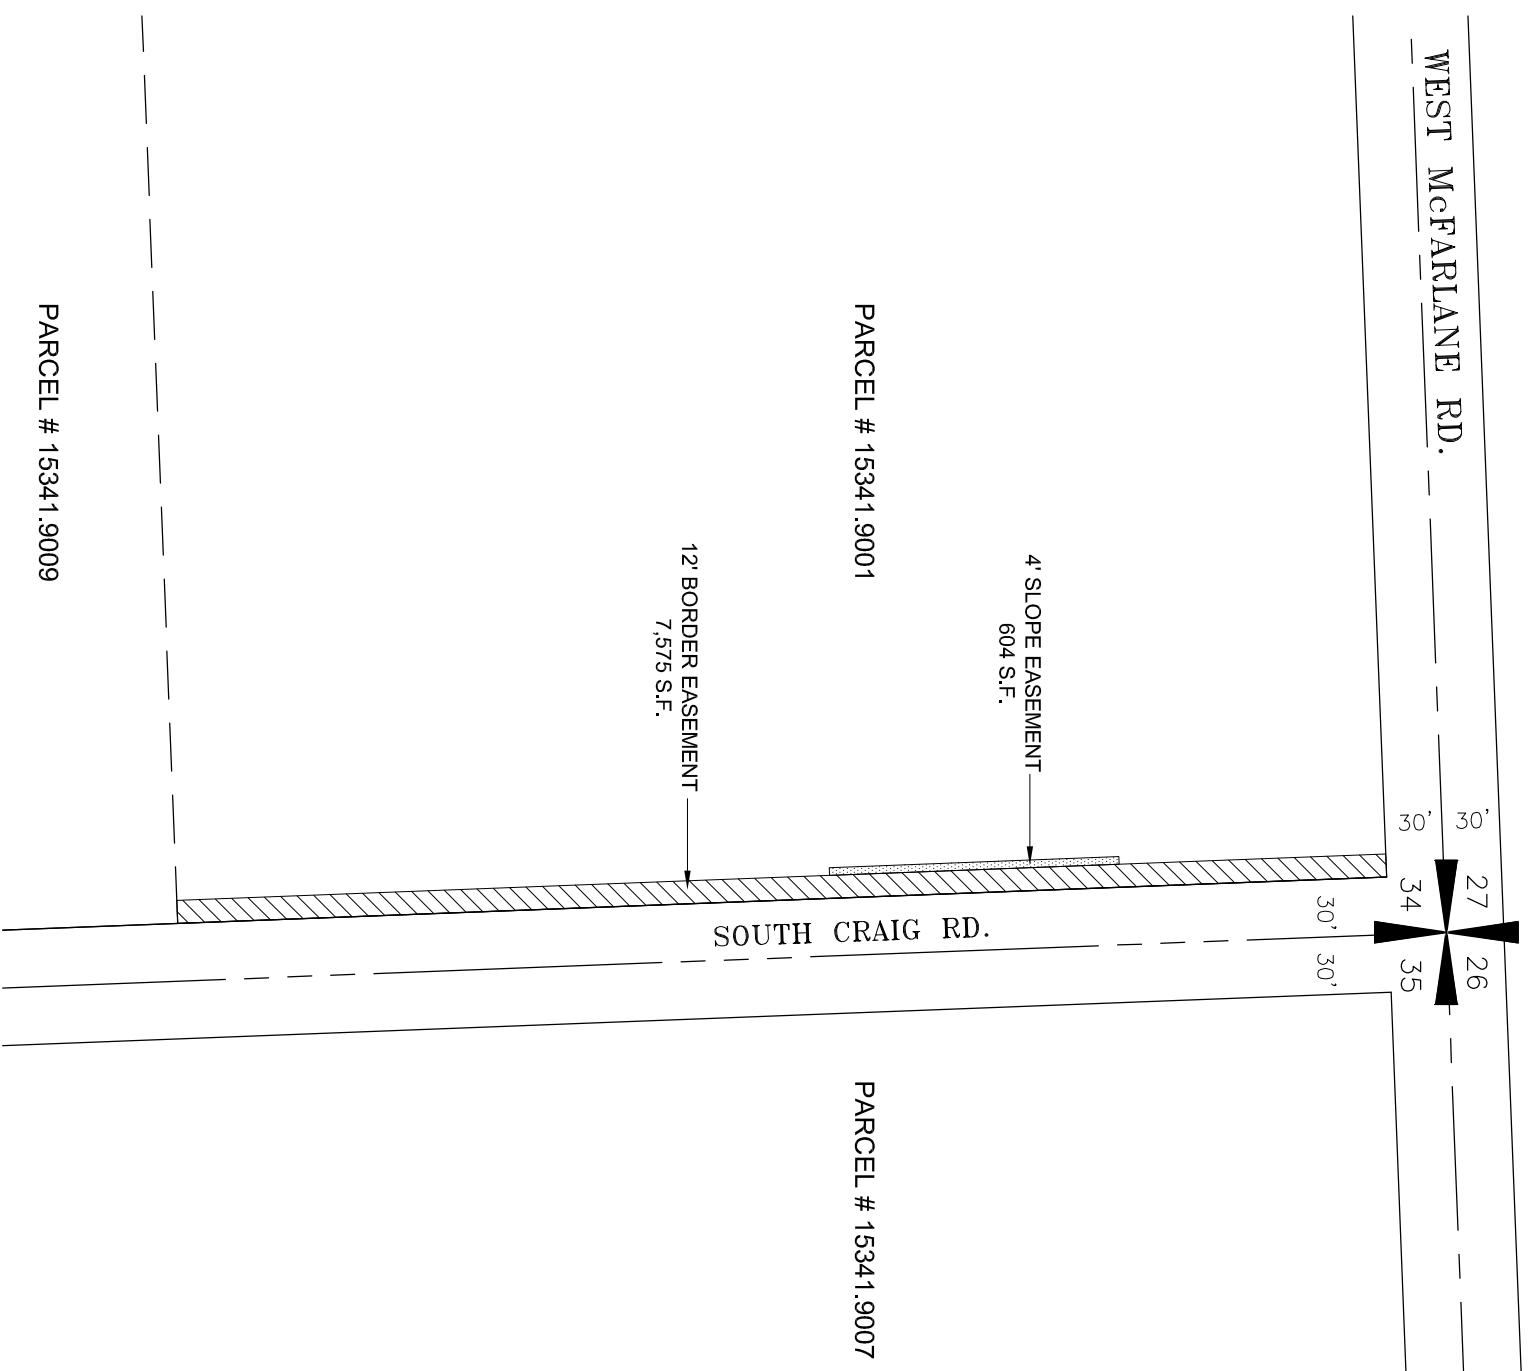 WEST McFARLANE RD.
30'
30'
27
26
34
35
30'
30'
4' SLOPE EASEMENT
604 S.F.
PARCEL # 15341.9001
PARCEL # 15341.9007
SOUTH CRAIG RD.
12' BORDER EASEMENT
7,575 S.F.
PARCEL # 15341.9009